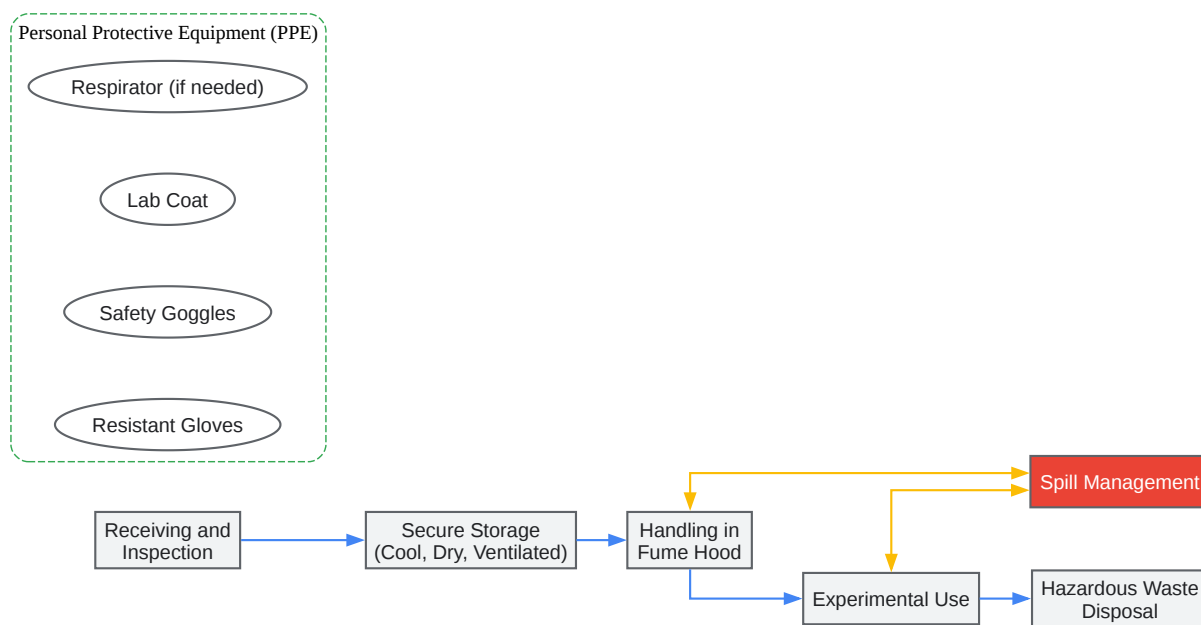 Personal Protective Equipment (PPE)
Respirator (if needed)
Lab Coat
Safety Goggles
Resistant Gloves
Receiving and
Inspection
Secure Storage
(Cool, Dry, Ventilated)
Handling in
Fume Hood
Experimental Use
Spill Management
Hazardous Waste
Disposal